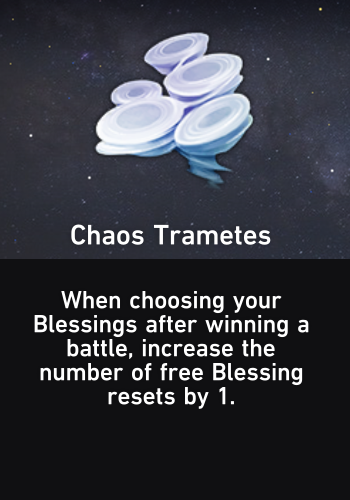 Chaos Trametes
When choosing your
Blessings after winning a
battle, increase the
number of free Blessing
resets by 1.